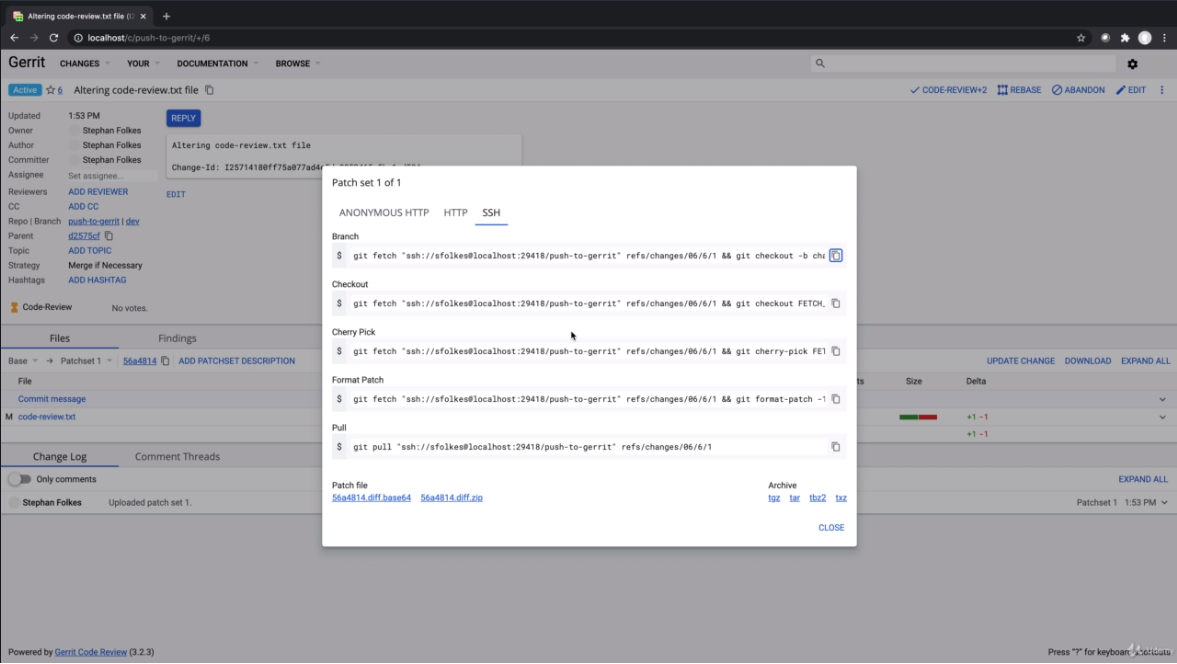 Altering code-review.txt file (
localhost/c/push-to-gerrit/+/6
Gerrit CHANGES YOUR DOCUMENTATION BROWSE
Active 6 Altering code-review.txt file CODE-REVIEW+2 REBASE ABANDON EDIT
Updated 1:53 PM REPLY
Owner Stephan Folkes
Author Stephan Folkes Altering code-review.txt file
Committer Stephan Folkes
Assignee Set assignee... Change-Id:
Reviewers ADD REVIEWER EDIT
CC ADD CC
Repo | Branch push-to-gerrit | dev
Parent d2575cf
Topic ADD TOPIC
Strategy Merge if Necessary
Hashtags ADD HASHTAG
Code-Review No votes.
Files Findings
Base → Patchset 1 56a4814 ADD PATCHSET DESCRIPTION UPDATE CHANGE DOWNLOAD EXPAND ALL
File ts Size Delta
Commit message
M code-review.txt +1 -1
+1 -1
Change Log Comment Threads
Only comments EXPAND ALL
Stephan Folkes Uploaded patch set 1. Patchset 1 1:53 PM
Patch set 1 of 1
ANONYMOUS HTTP HTTP SSH
Branch
$ git fetch "ssh://sfolkes@localhost:29418/push-to-gerrit" refs/changes/06/6/1 && git checkout -b cha
Checkout
$ git fetch "ssh://sfolkes@localhost:29418/push-to-gerrit" refs/changes/06/6/1 && git checkout FETCH_
Cherry Pick
$ git fetch "ssh://sfolkes@localhost:29418/push-to-gerrit" refs/changes/06/6/1 && git cherry-pick FET
Format Patch
$ git fetch "ssh://sfolkes@localhost:29418/push-to-gerrit" refs/changes/06/6/1 && git format-patch -1
Pull
$ git pull "ssh://sfolkes@localhost:29418/push-to-gerrit" refs/changes/06/6/1
Patch file Archive
56a4814.diff.base64 56a4814.diff.zip tgz tar tbz2 txz
CLOSE
Powered by Gerrit Code Review (3.2.3) Press "?" for keyboard shortcuts